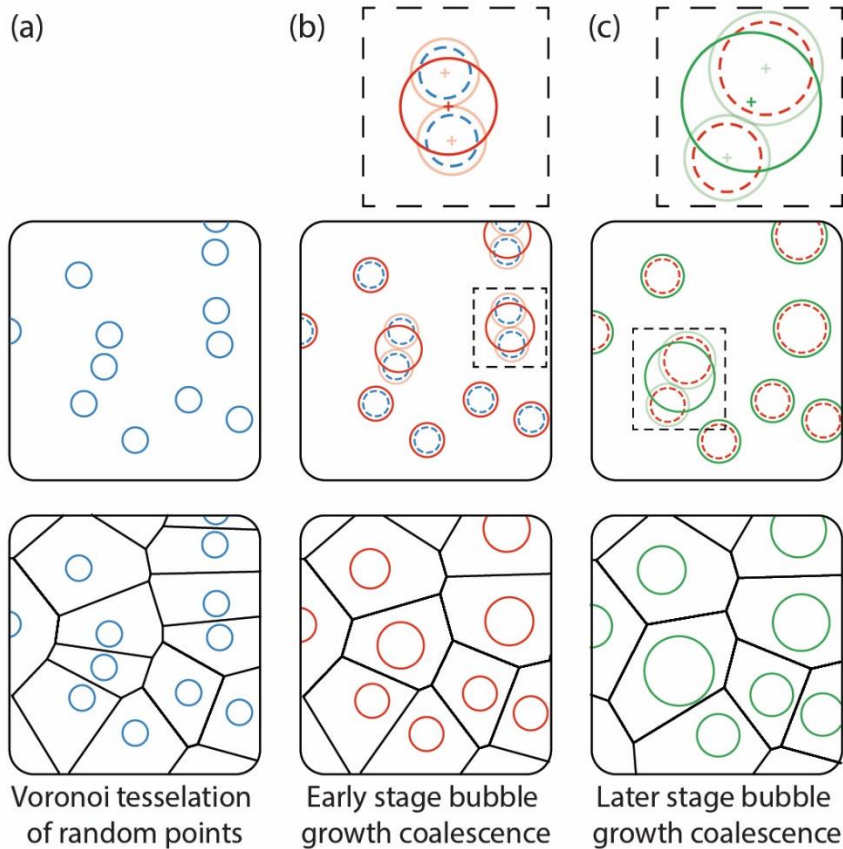 (a)
(b)
(c)
Voronoi tesselation
of random points
Early stage bubble
growth coalescence
Later stage bubble
growth coalescence